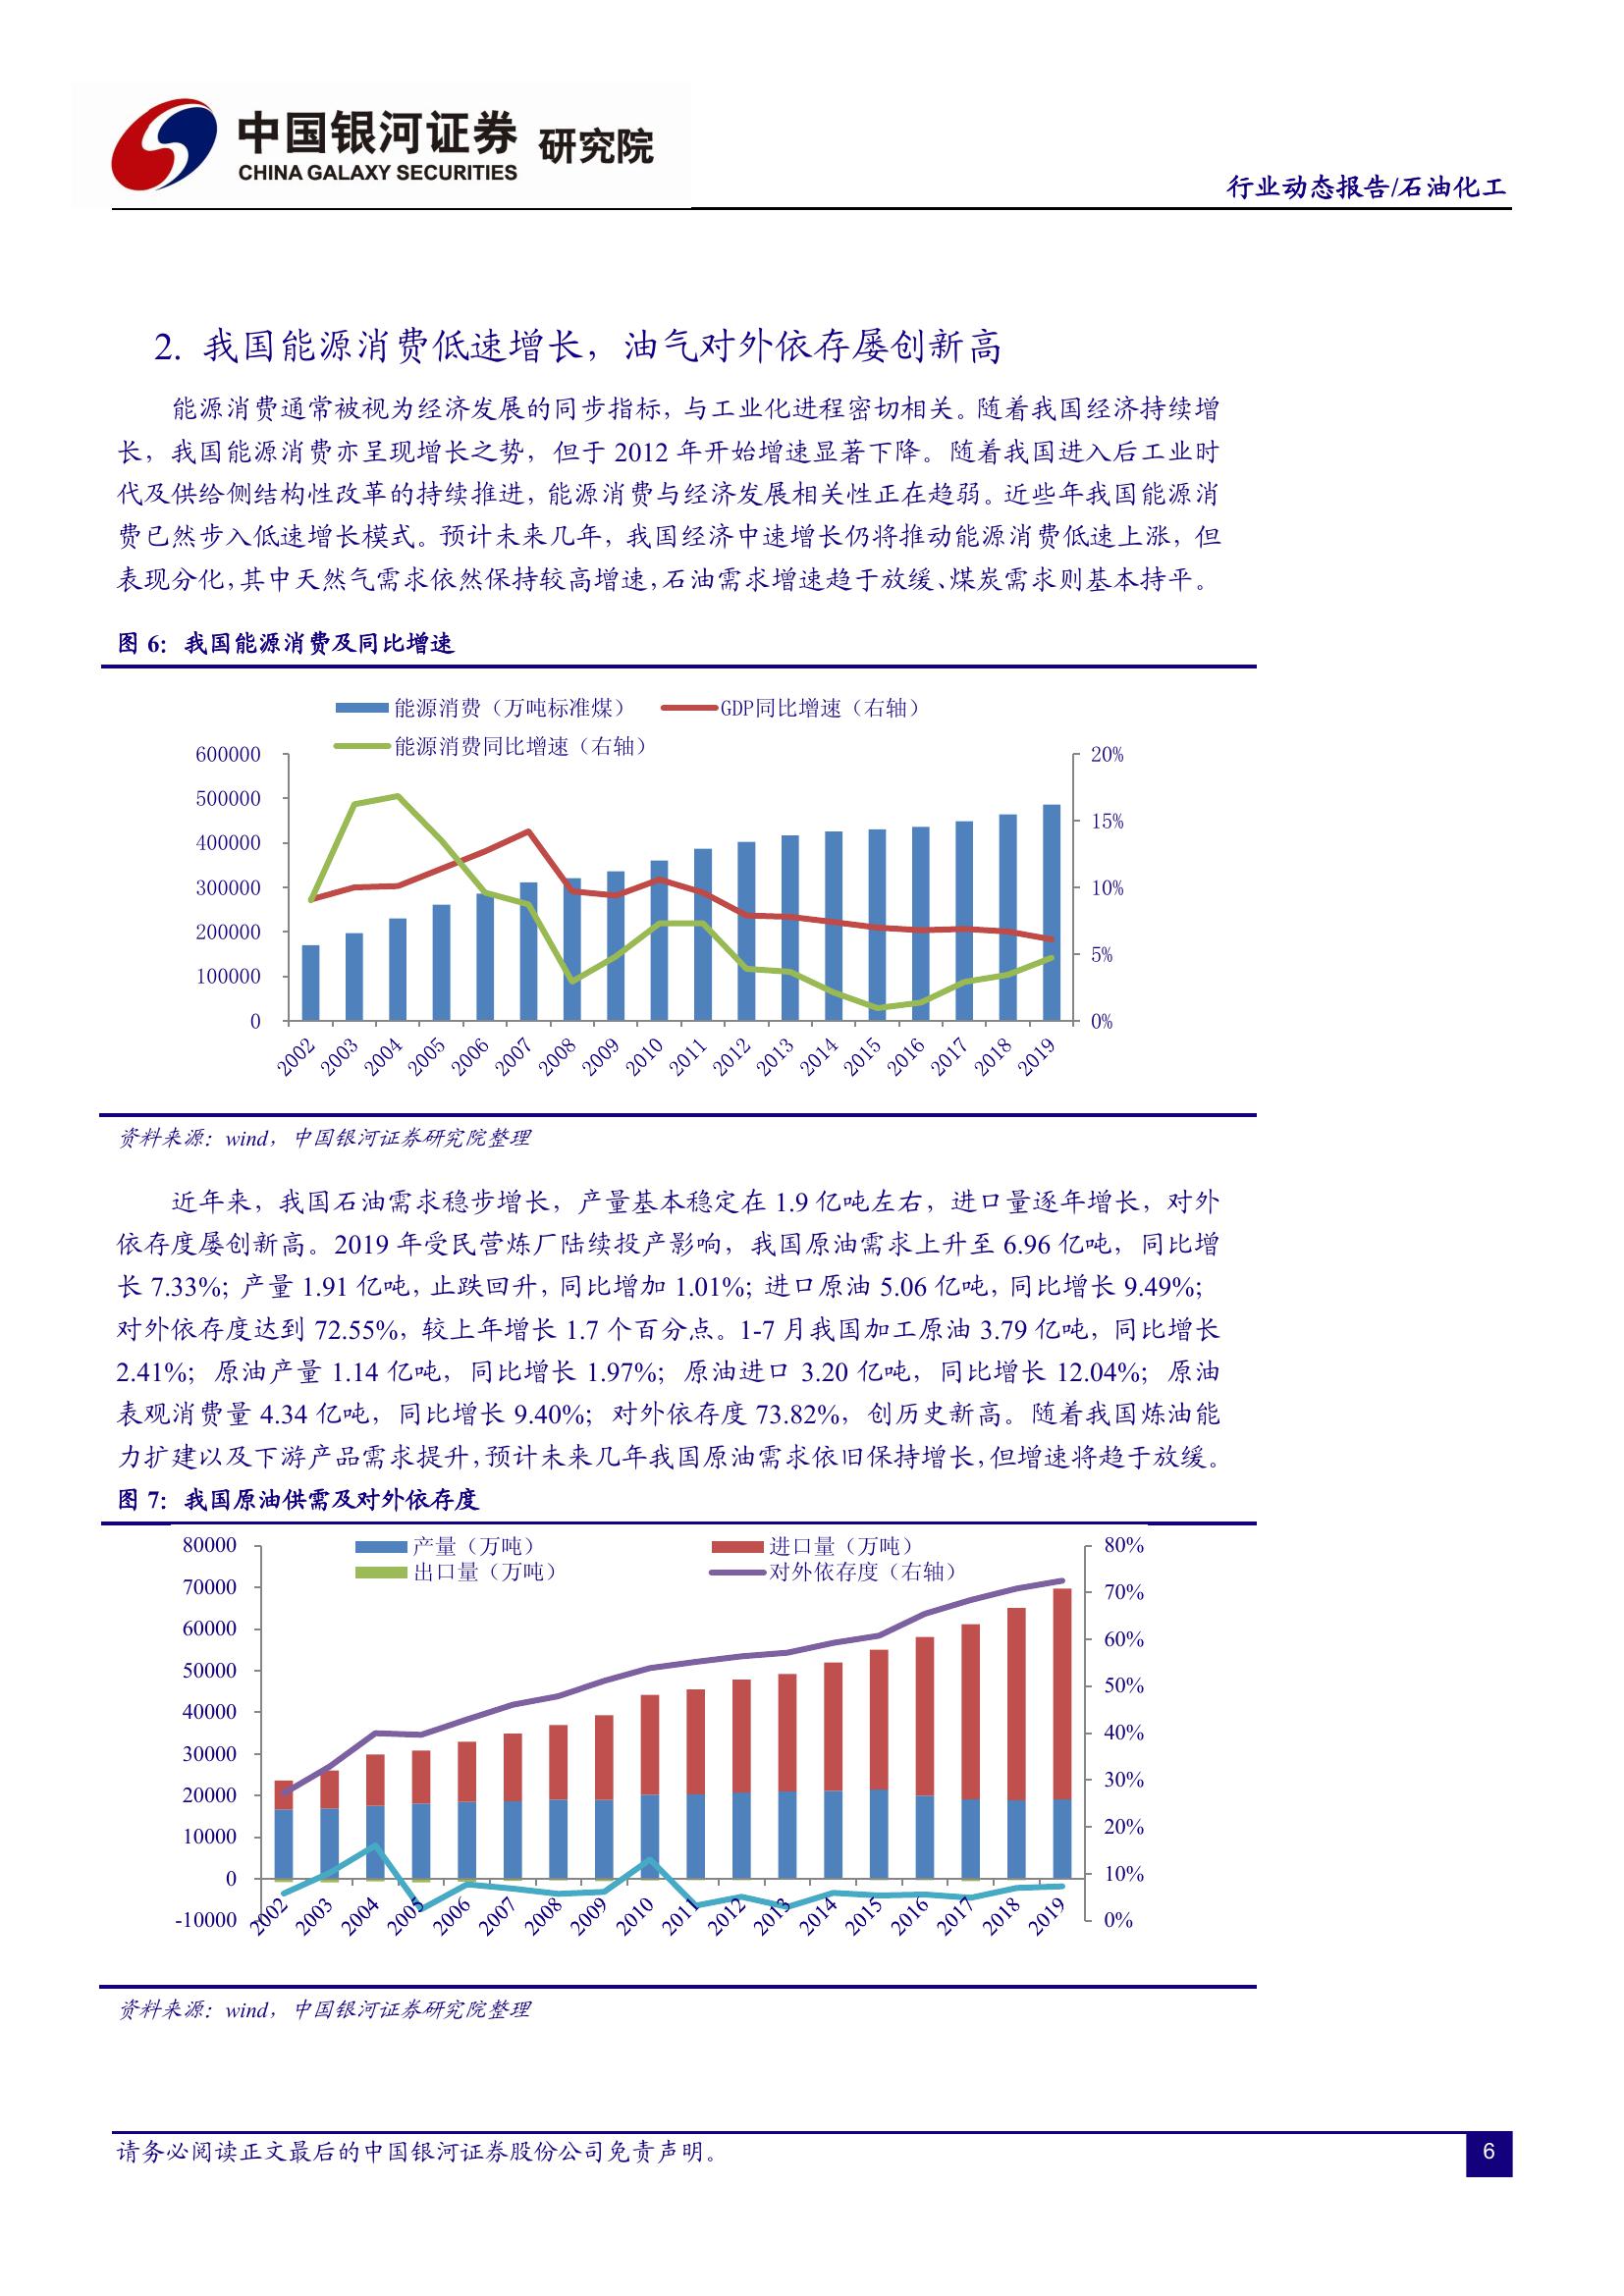 中国银河证券 研究院
CHINA GALAXY SECURITIES
行业动态报告/石油化工
2. 我国能源消费低速增长，油气对外依存屡创新高
能源消费通常被视为经济发展的同步指标，与工业化进程密切相关。随着我国经济持续增
长，我国能源消费亦呈现增长之势，但于 2012 年开始增速显著下降。随着我国进入后工业时
代及供给侧结构性改革的持续推进，能源消费与经济发展相关性正在趋弱。近些年我国能源消
费已然步入低速增长模式。预计未来几年，我国经济中速增长仍将推动能源消费低速上涨，但
表现分化，其中天然气需求依然保持较高增速，石油需求增速趋于放缓、煤炭需求则基本持平。
图 6：我国能源消费及同比增速
能源消费（万吨标准煤）
GDP同比增速（右轴）
能源消费同比增速（右轴）
600000
500000
400000
300000
200000
100000
0
20%
15%
10%
5%
0%
2002
2003
2004
2005
2006
2007
2008
2009
2010
2011
2012
2013
2014
2015
2016
2017
2018
2019
资料来源：wind，中国银河证券研究院整理
近年来，我国石油需求稳步增长，产量基本稳定在 1.9 亿吨左右，进口量逐年增长，对外
依存度屡创新高。2019 年受民营炼厂陆续投产影响，我国原油需求上升至 6.96 亿吨，同比增
长 7.33%；产量 1.91 亿吨，止跌回升，同比增加 1.01%；进口原油 5.06 亿吨，同比增长 9.49%；
对外依存度达到 72.55%，较上年增长 1.7 个百分点。1-7 月我国加工原油 3.79 亿吨，同比增长
2.41%；原油产量 1.14 亿吨，同比增长 1.97%；原油进口 3.20 亿吨，同比增长 12.04%；原油
表观消费量 4.34 亿吨，同比增长 9.40%；对外依存度 73.82%，创历史新高。随着我国炼油能
力扩建以及下游产品需求提升，预计未来几年我国原油需求依旧保持增长，但增速将趋于放缓。
图 7：我国原油供需及对外依存度
产量（万吨）
进口量（万吨）
出口量（万吨）
对外依存度（右轴）
80000
70000
60000
50000
40000
30000
20000
10000
0
-10000
80%
70%
60%
50%
40%
30%
20%
10%
0%
2002
2003
2004
2005
2006
2007
2008
2009
2010
2011
2012
2013
2014
2015
2016
2017
2018
2019
资料来源：wind，中国银河证券研究院整理
请务必阅读正文最后的中国银河证券股份公司免责声明。
6